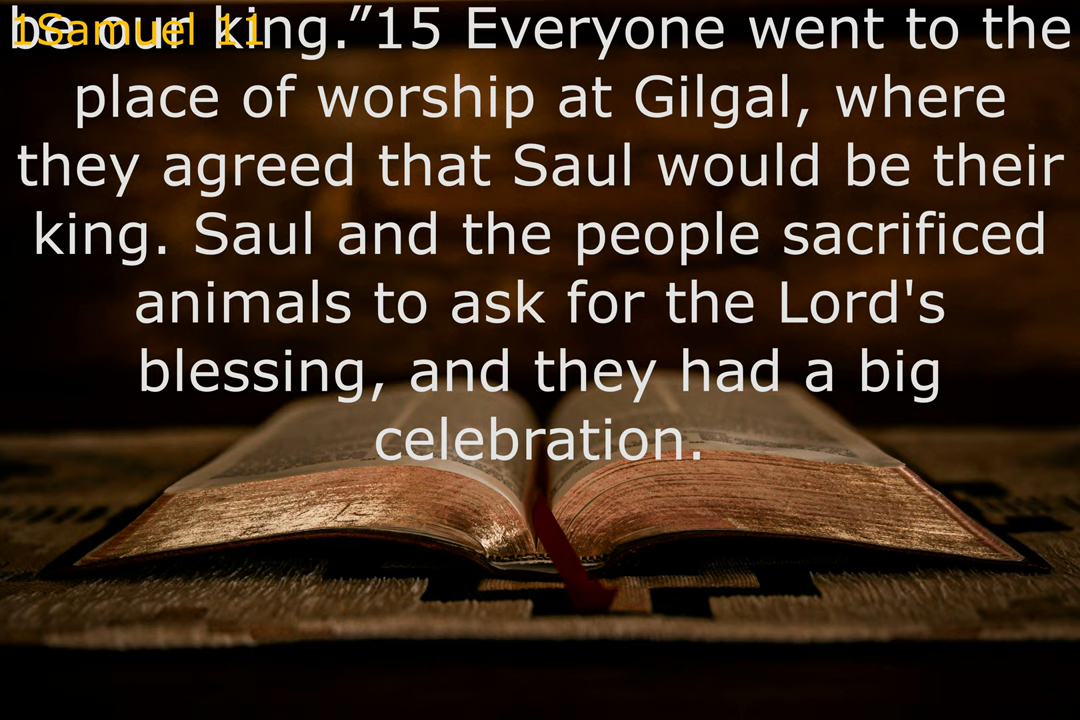 1Samuel 11
be our king.”15 Everyone went to the
place of worship at Gilgal, where
they agreed that Saul would be their
king. Saul and the people sacrificed
animals to ask for the Lord's
blessing, and they had a big
celebration.